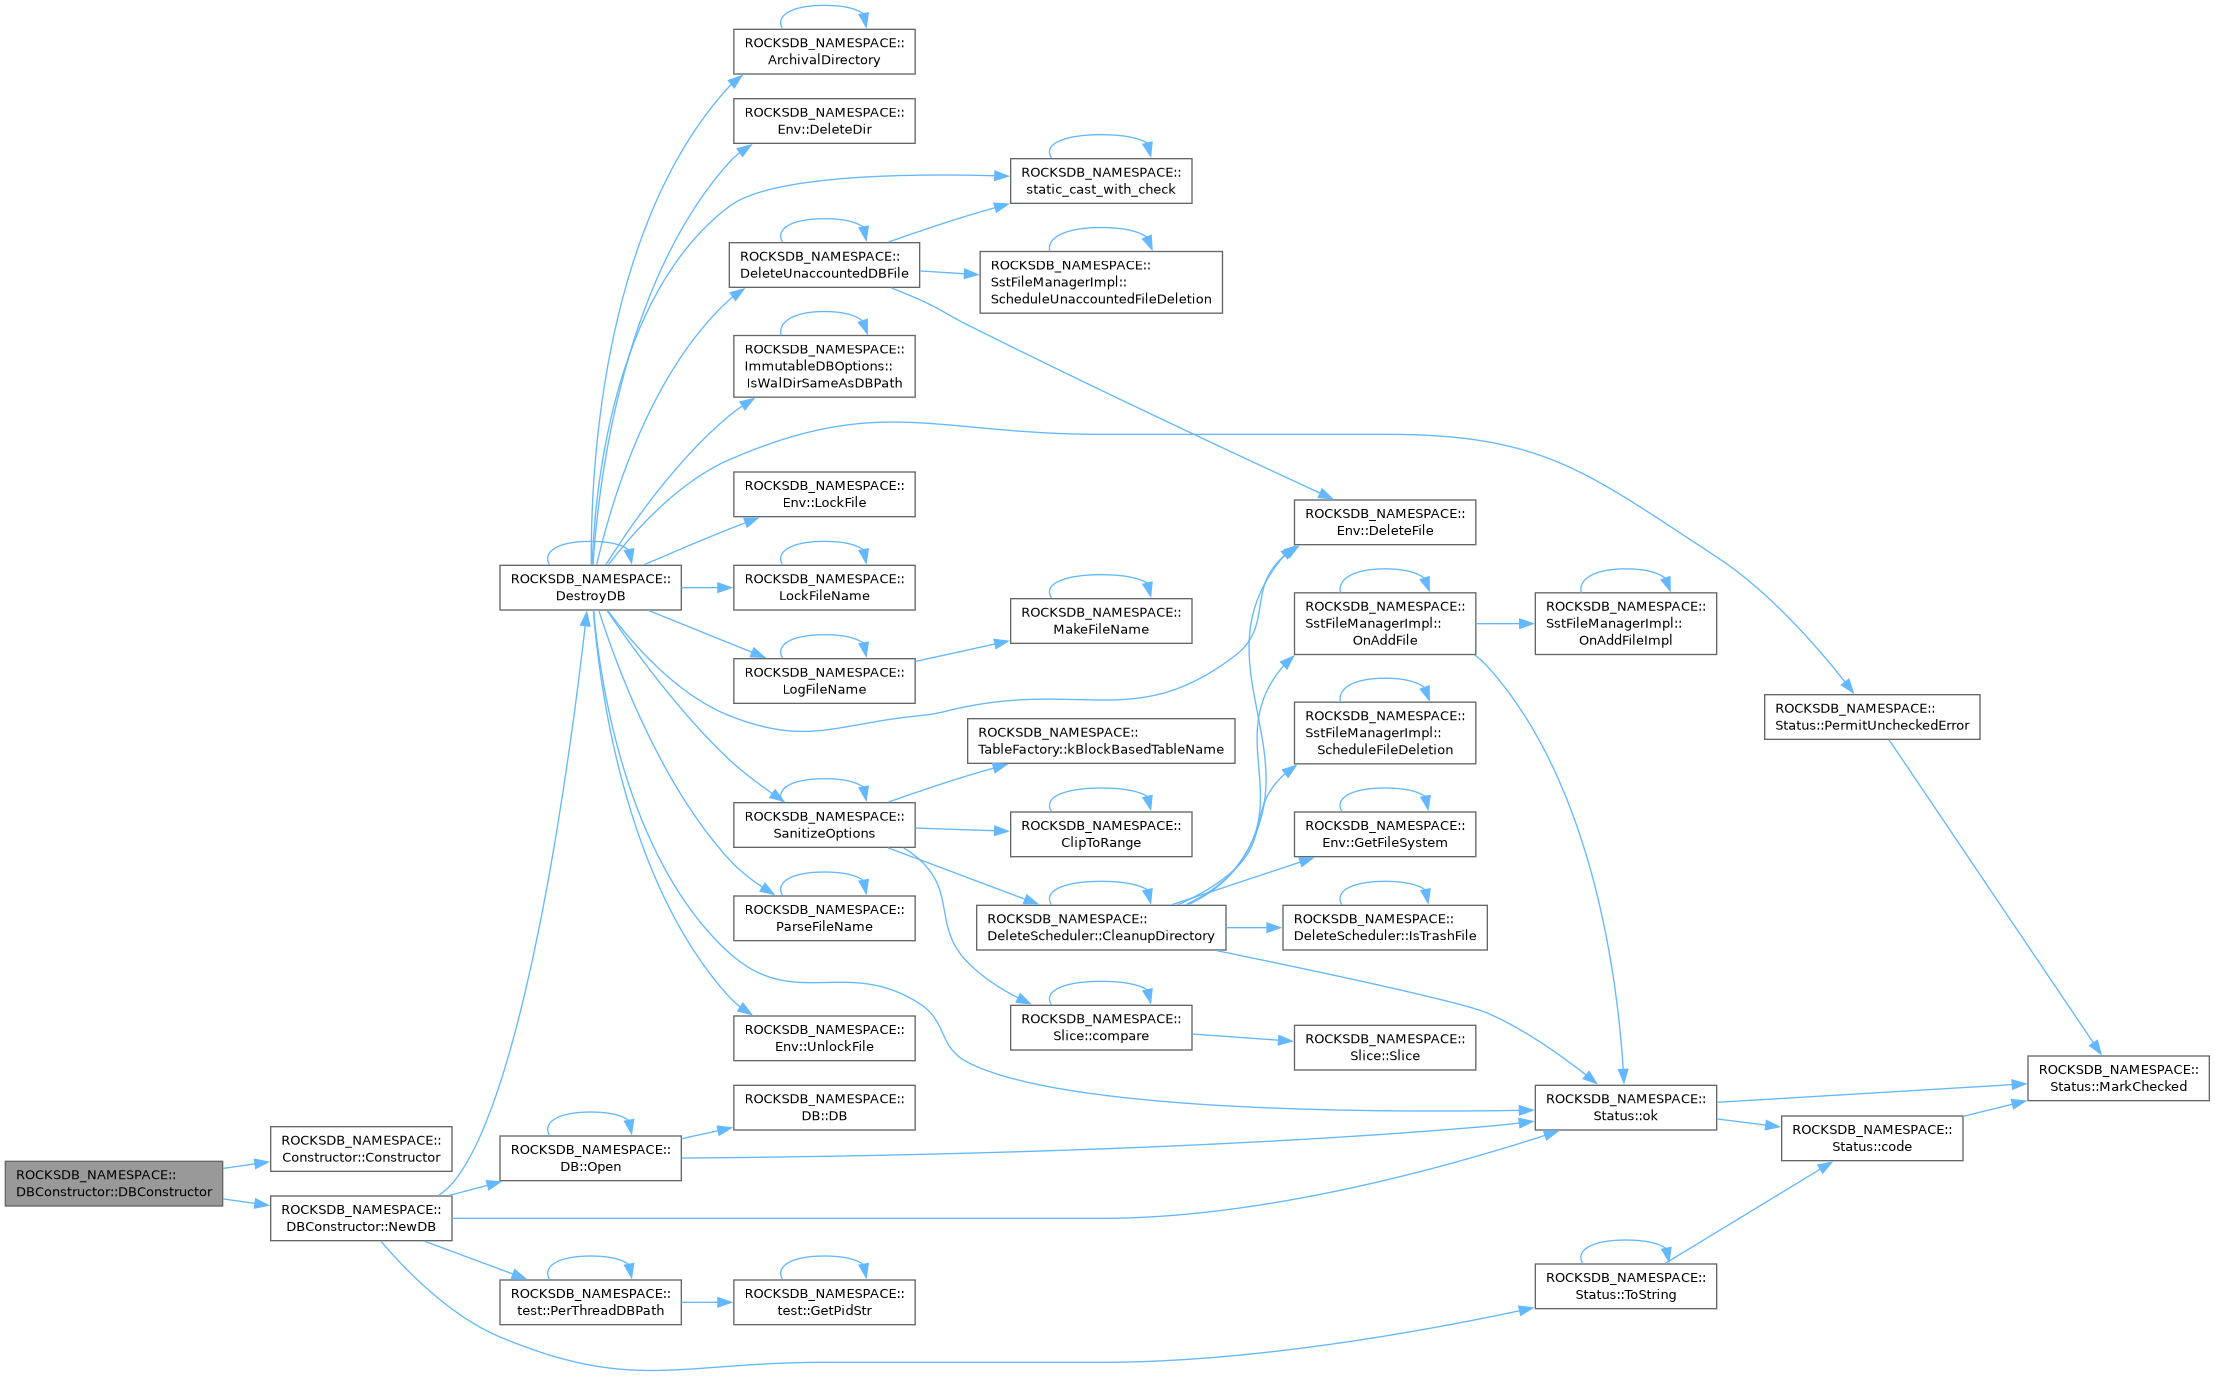 ROCKSDB_NAMESPACE::
ArchivalDirectory
ROCKSDB_NAMESPACE::
Env::DeleteDir
ROCKSDB_NAMESPACE::
static_cast_with_check
ROCKSDB_NAMESPACE::
DeleteUnaccountedDBFile
ROCKSDB_NAMESPACE::
SstFileManagerImpl::
ScheduleUnaccountedFileDeletion
ROCKSDB_NAMESPACE::
ImmutableDBOptions::
IsWalDirSameAsDBPath
ROCKSDB_NAMESPACE::
Env::LockFile
ROCKSDB_NAMESPACE::
Env::DeleteFile
ROCKSDB_NAMESPACE::
DestroyDB
ROCKSDB_NAMESPACE::
LockFileName
ROCKSDB_NAMESPACE::
MakeFileName
ROCKSDB_NAMESPACE::
SstFileManagerImpl::
OnAddFile
ROCKSDB_NAMESPACE::
SstFileManagerImpl::
OnAddFileImpl
ROCKSDB_NAMESPACE::
LogFileName
ROCKSDB_NAMESPACE::
TableFactory::kBlockBasedTableName
ROCKSDB_NAMESPACE::
SstFileManagerImpl::
ScheduleFileDeletion
ROCKSDB_NAMESPACE::
Status::PermitUncheckedError
ROCKSDB_NAMESPACE::
SanitizeOptions
ROCKSDB_NAMESPACE::
ClipToRange
ROCKSDB_NAMESPACE::
Env::GetFileSystem
ROCKSDB_NAMESPACE::
ParseFileName
ROCKSDB_NAMESPACE::
DeleteScheduler::CleanupDirectory
ROCKSDB_NAMESPACE::
DeleteScheduler::IsTrashFile
ROCKSDB_NAMESPACE::
Env::UnlockFile
ROCKSDB_NAMESPACE::
Slice::compare
ROCKSDB_NAMESPACE::
Slice::Slice
ROCKSDB_NAMESPACE::
Status::MarkChecked
ROCKSDB_NAMESPACE::
DB::DB
ROCKSDB_NAMESPACE::
Status::ok
ROCKSDB_NAMESPACE::
Status::code
ROCKSDB_NAMESPACE::
Constructor::Constructor
ROCKSDB_NAMESPACE::
DB::Open
ROCKSDB_NAMESPACE::
DBConstructor::DBConstructor
ROCKSDB_NAMESPACE::
DBConstructor::NewDB
ROCKSDB_NAMESPACE::
test::PerThreadDBPath
ROCKSDB_NAMESPACE::
test::GetPidStr
ROCKSDB_NAMESPACE::
Status::ToString